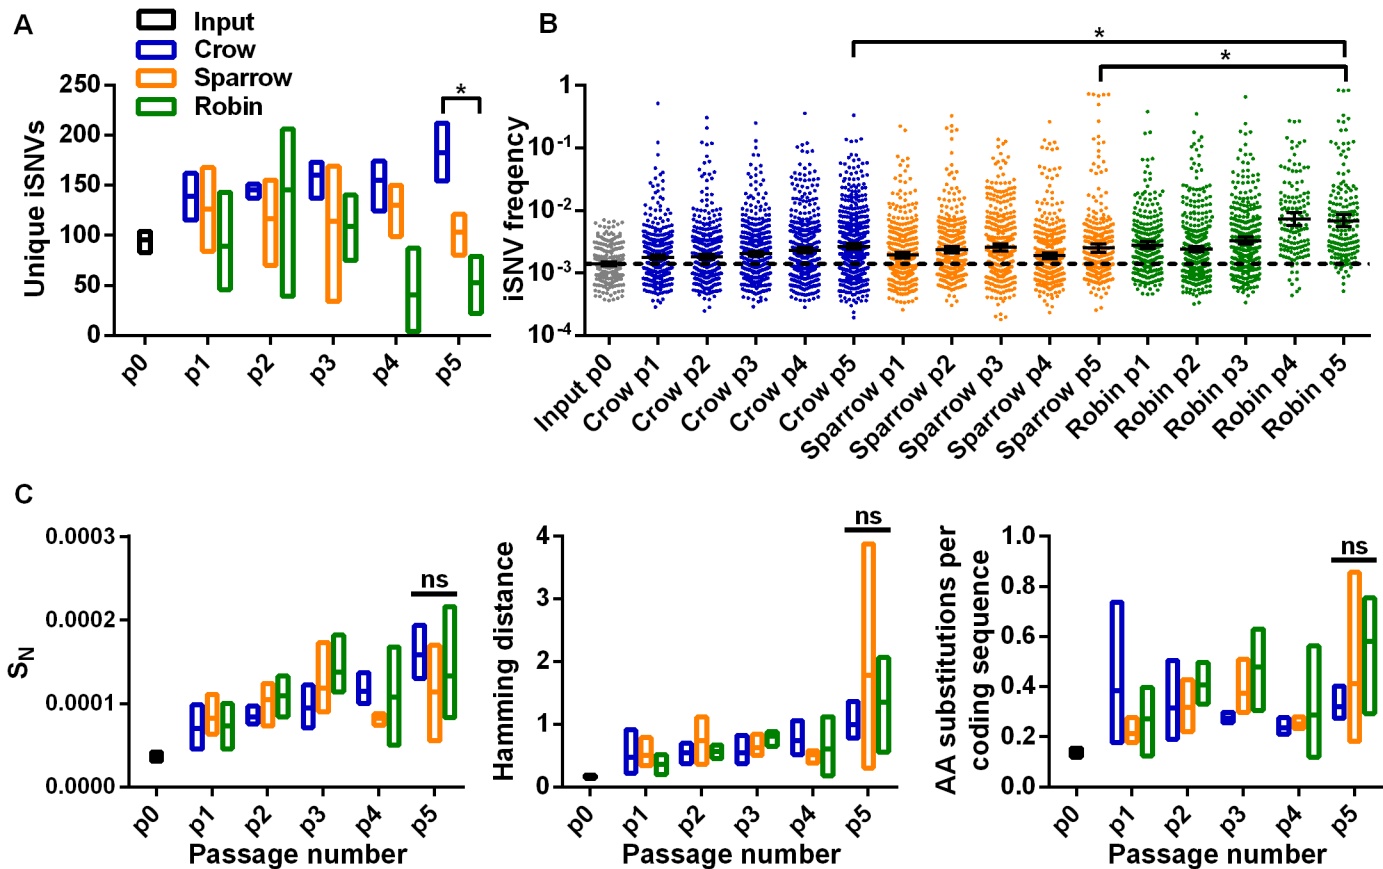 A
Input
Crow
Sparrow
Robin
Unique iSNVs
250
200
150
100
50
0
*
p0
p1
p2
p3
p4
p5
B
iSNV freqency
1
10-1
10-2
10-3
10-4
*
*
Input p0
Crow p1
Crow p2
Crow p3
Crow p4
Crow p5
Sparrow p1
Sparrow p2
Sparrow p3
Sparrow p4
Sparrow p5
Robin p1
Robin p2
Robin p3
Robin p4
Robin p5
C
SN
0.0003
0.0002
0.0001
0.0000
ns
p0
p1
p2
p3
p4
p5
Passage number
Hamming distance
4
3
2
1
0
ns
p0
p1
p2
p3
p4
p5
Passage number
AA substitutions per
coding sequence
1.0
0.8
0.6
0.4
0.2
0.0
ns
p0
p1
p2
p3
p4
p5
Passage number